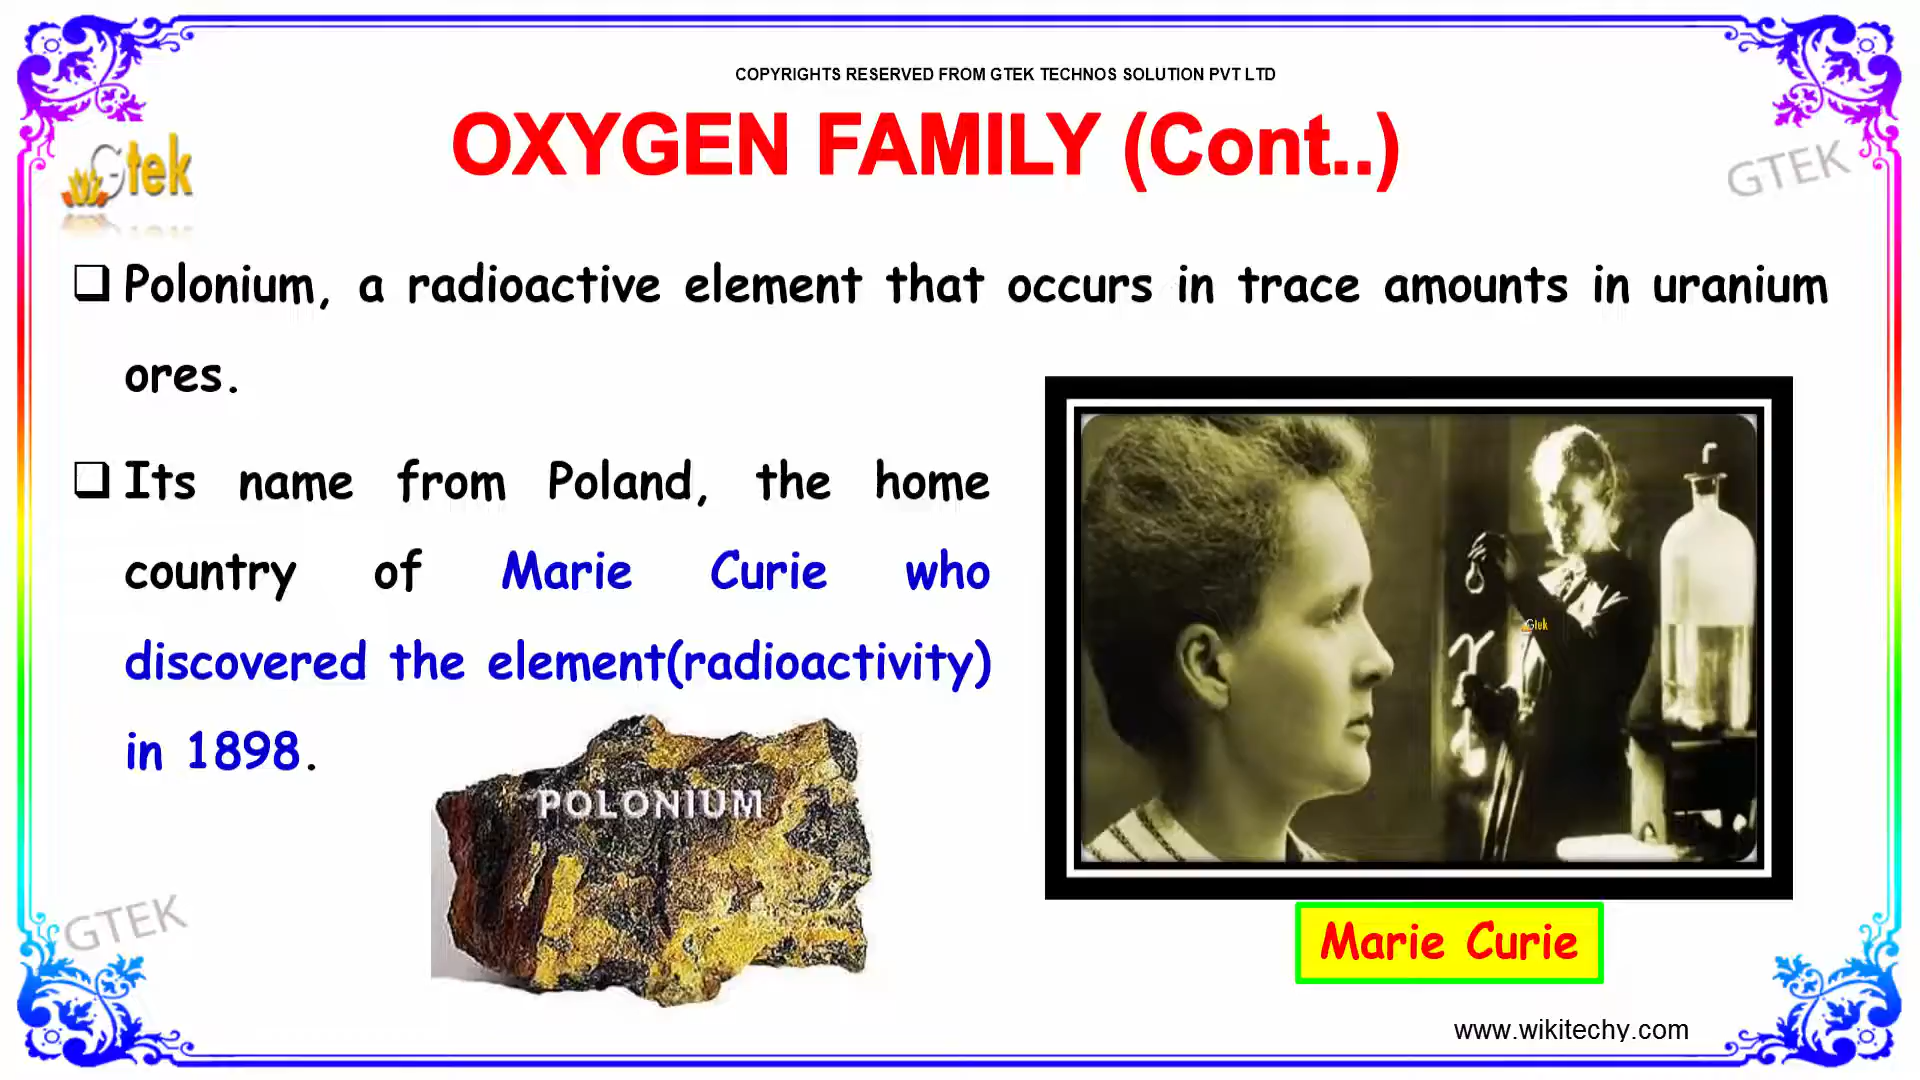 COPYRIGHTS RESERVED FROM GTEK TECHNOS SOLUTION PVT LTD
OXYGEN FAMILY (Cont..)
Gtek
GTEK
Polonium, a radioactive element that occurs in trace amounts in uranium
ores.
Its name from Poland, the home
country of Marie Curie who
discovered the element(radioactivity)
in 1898.
POLONIUM
Gtek
GTEK
Marie Curie
www.wikitechy.com